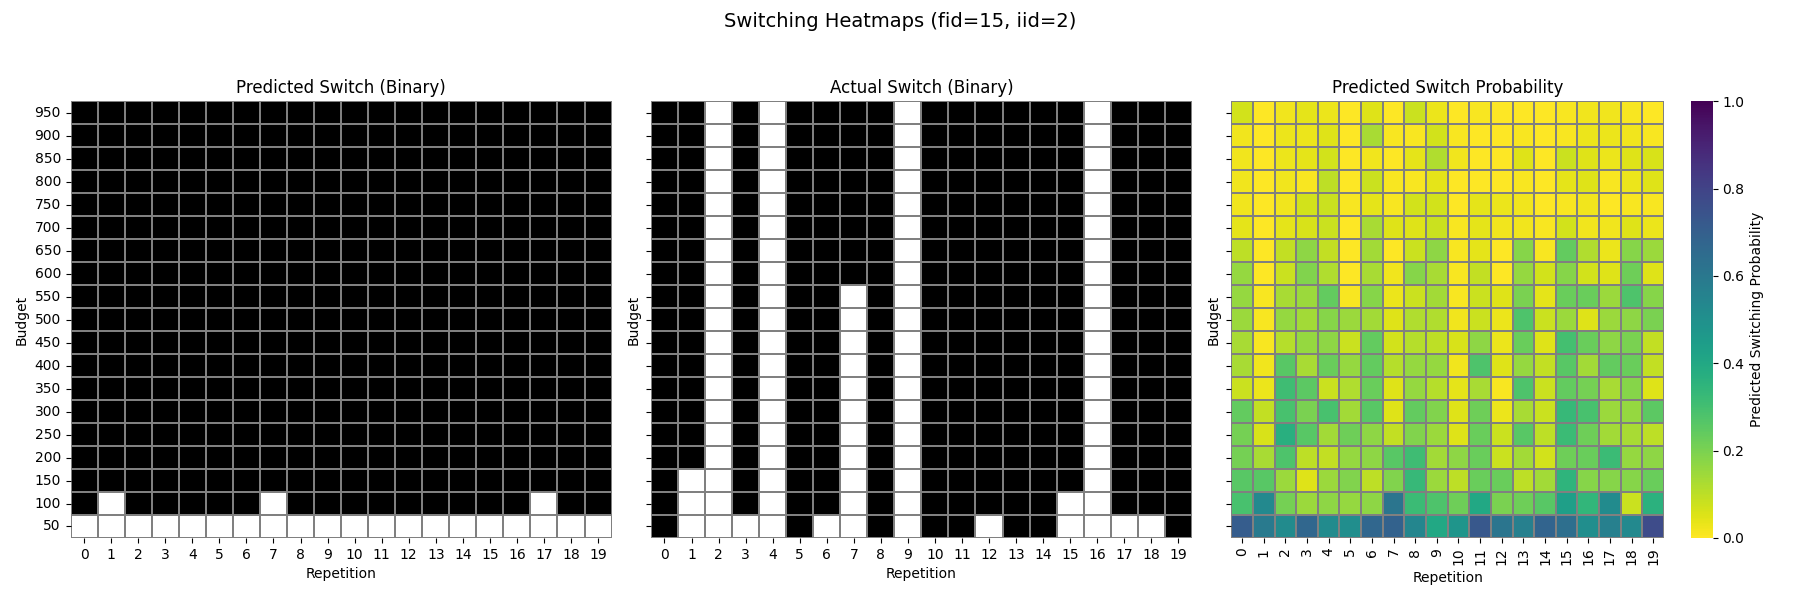 Switching Heatmaps (fid=15, iid=2)
Predicted Switch (Binary)
Actual Switch (Binary)
Predicted Switch Probability
950
900
850
800
750
700
650
600
550
500
450
400
350
300
250
200
150
100
50
Budget
Budget
Budget
0 1 2 3 4 5 6 7 8 9 10 11 12 13 14 15 16 17 18 19
0 1 2 3 4 5 6 7 8 9 10 11 12 13 14 15 16 17 18 19
0 1 2 3 4 5 6 7 8 9 10 11 12 13 14 15 16 17 18 19
Repetition
Repetition
Repetition
1.0
0.8
0.6
0.4
0.2
0.0
Predicted Switching Probability